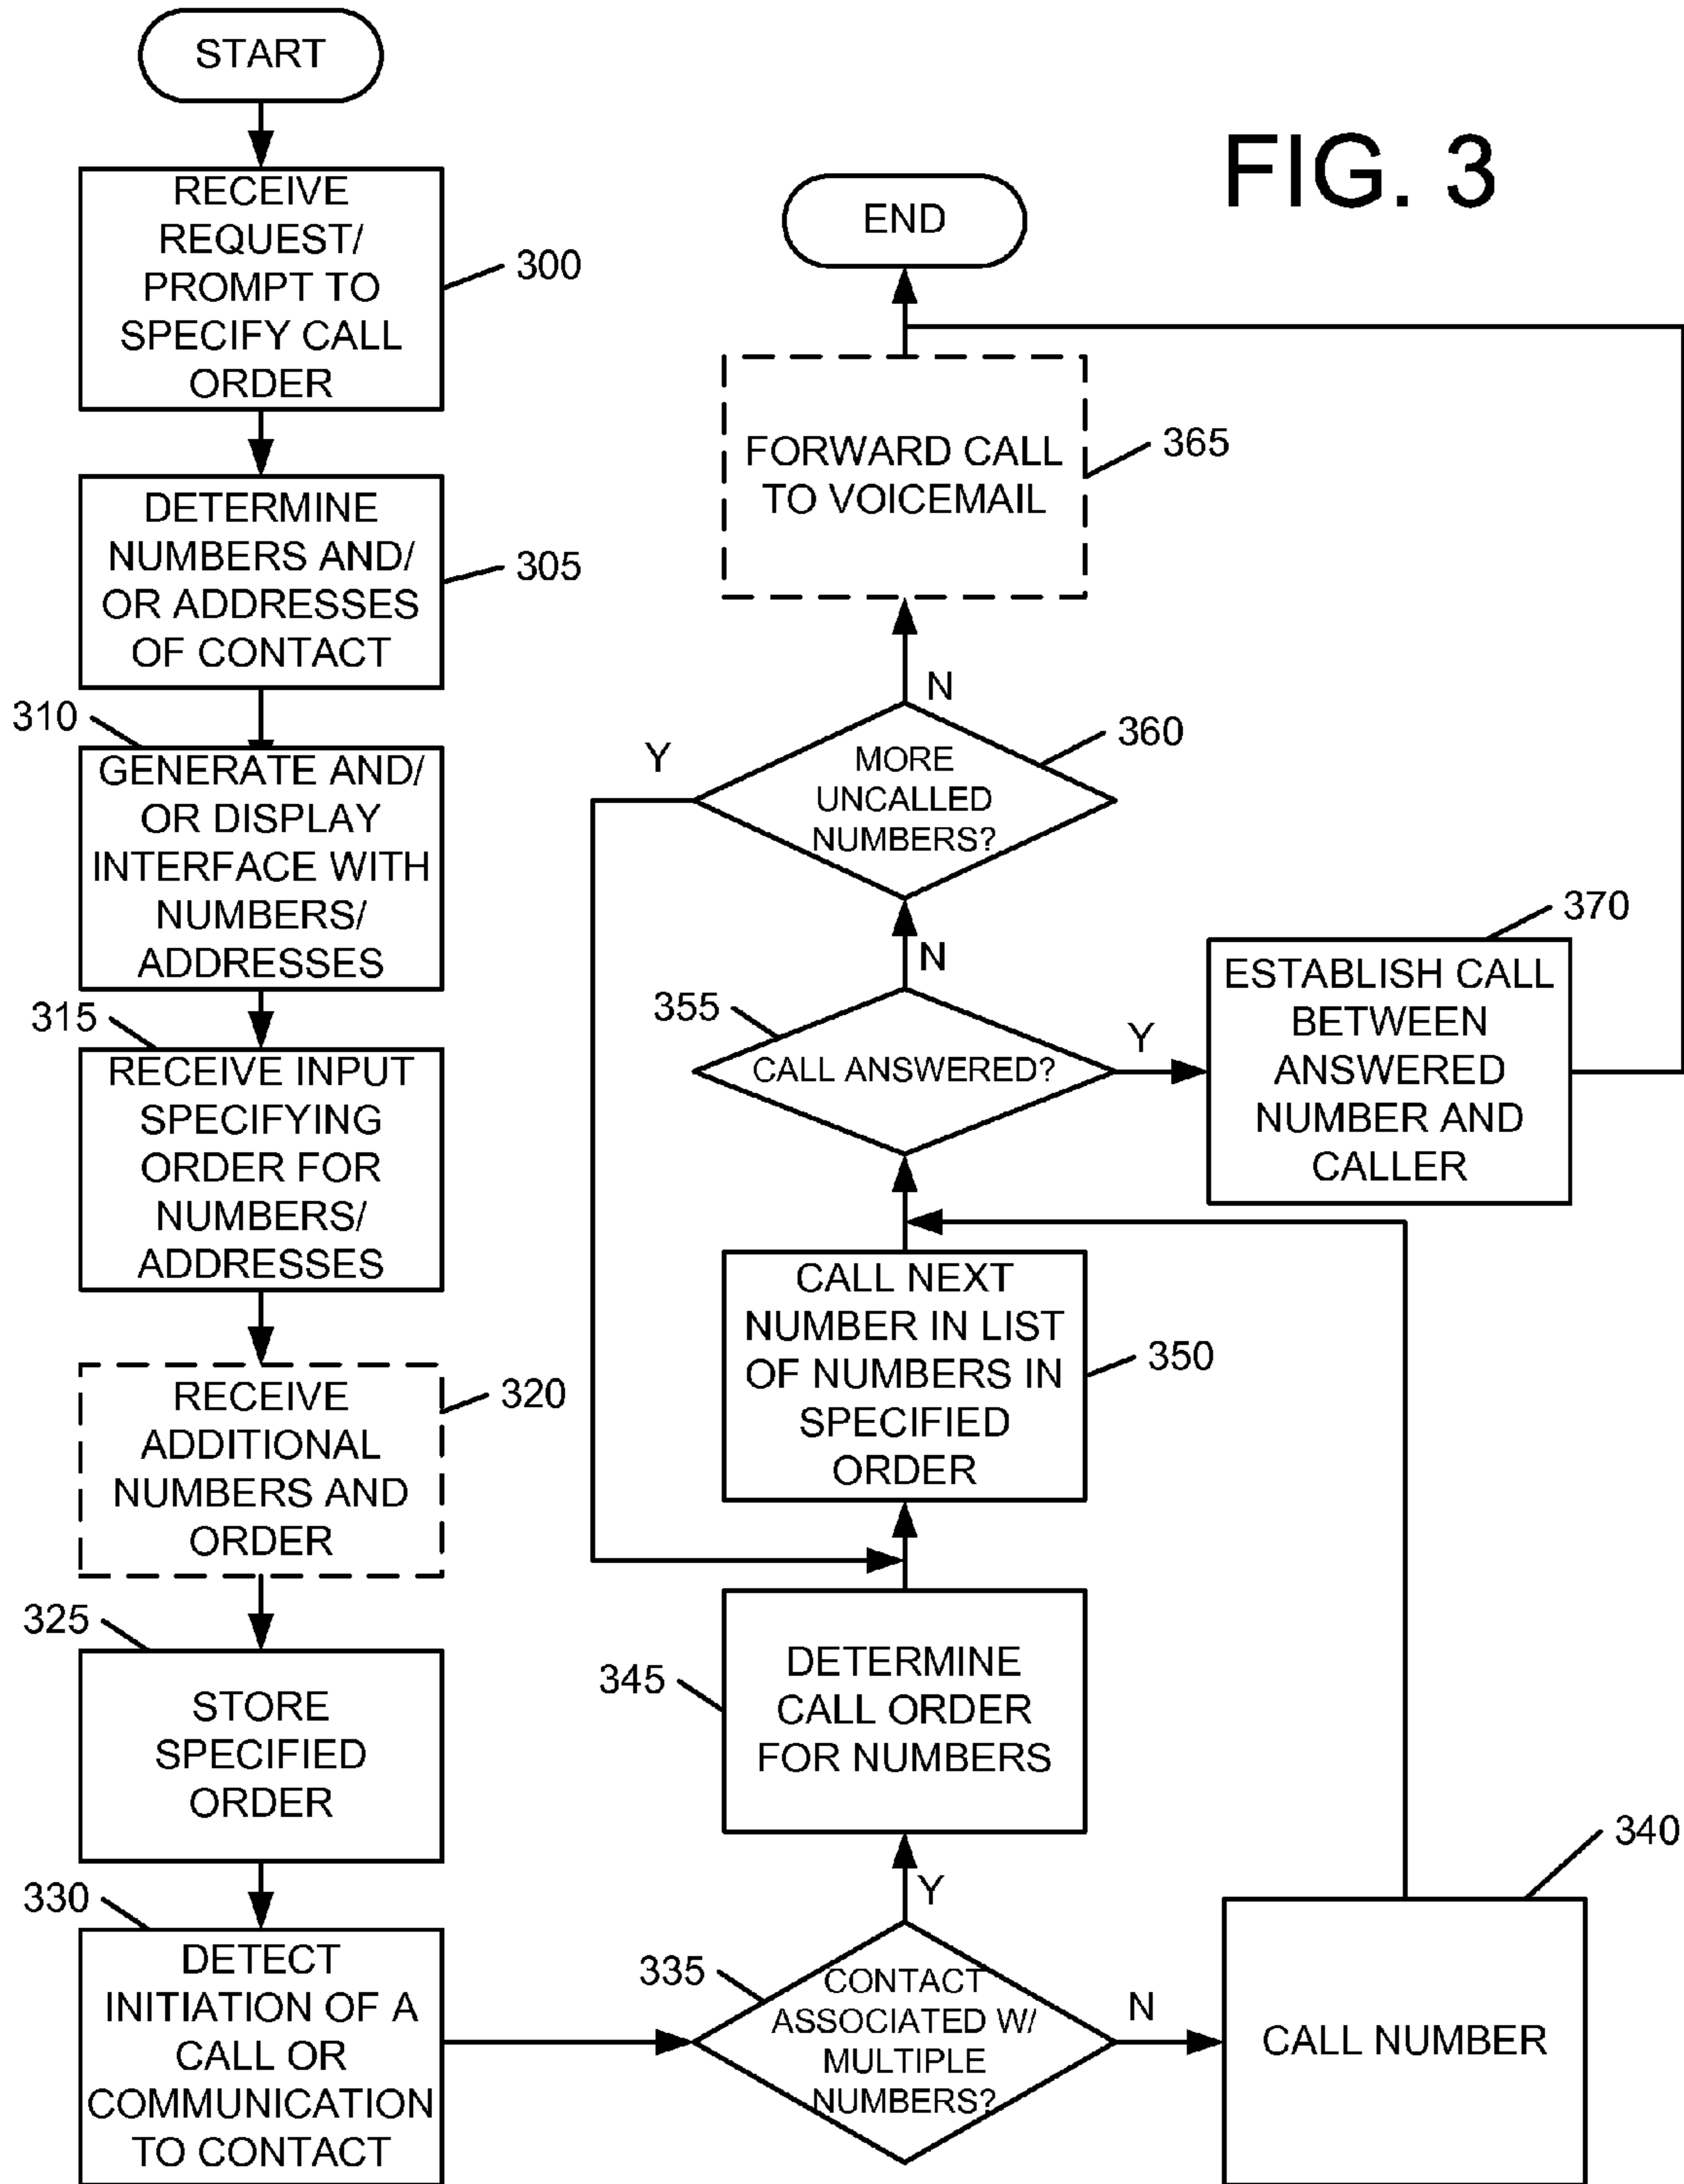 FIG. 3
START
RECEIVE
REQUEST/
PROMPT TO
SPECIFY CALL
ORDER
300
DETERMINE
NUMBERS AND/
OR ADDRESSES
OF CONTACT
305
310
GENERATE AND/
OR DISPLAY
INTERFACE WITH
NUMBERS/
ADDRESSES
315
RECEIVE INPUT
SPECIFYING
ORDER FOR
NUMBERS/
ADDRESSES
RECEIVE
ADDITIONAL
NUMBERS AND
ORDER
320
325
STORE
SPECIFIED
ORDER
330
DETECT
INITIATION OF A
CALL OR
COMMUNICATION
TO CONTACT
335
CONTACT
ASSOCIATED W/
MULTIPLE
NUMBERS?
N
340
CALL NUMBER
Y
345
DETERMINE
CALL ORDER
FOR NUMBERS
CALL NEXT
NUMBER IN LIST
OF NUMBERS IN
SPECIFIED
ORDER
350
355
CALL ANSWERED?
Y
370
ESTABLISH CALL
BETWEEN
ANSWERED
NUMBER AND
CALLER
N
MORE
UNCALLED
NUMBERS?
360
Y
N
FORWARD CALL
TO VOICEMAIL
365
END